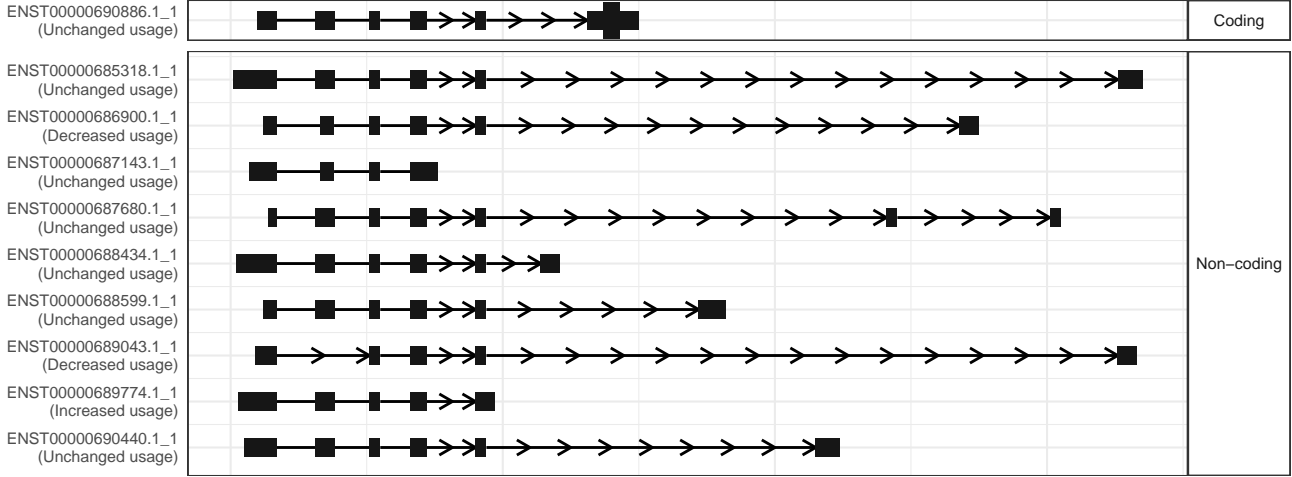 ENST00000690886.1_1
(Unchanged usage)
Coding
ENST00000685318.1_1
(Unchanged usage)
ENST00000686900.1_1
(Decreased usage)
ENST00000687143.1_1
(Unchanged usage)
ENST00000687680.1_1
(Unchanged usage)
ENST00000688434.1_1
(Unchanged usage)
Non−coding
ENST00000688599.1_1
(Unchanged usage)
ENST00000689043.1_1
(Decreased usage)
ENST00000689774.1_1
(Increased usage)
ENST00000690440.1_1
(Unchanged usage)